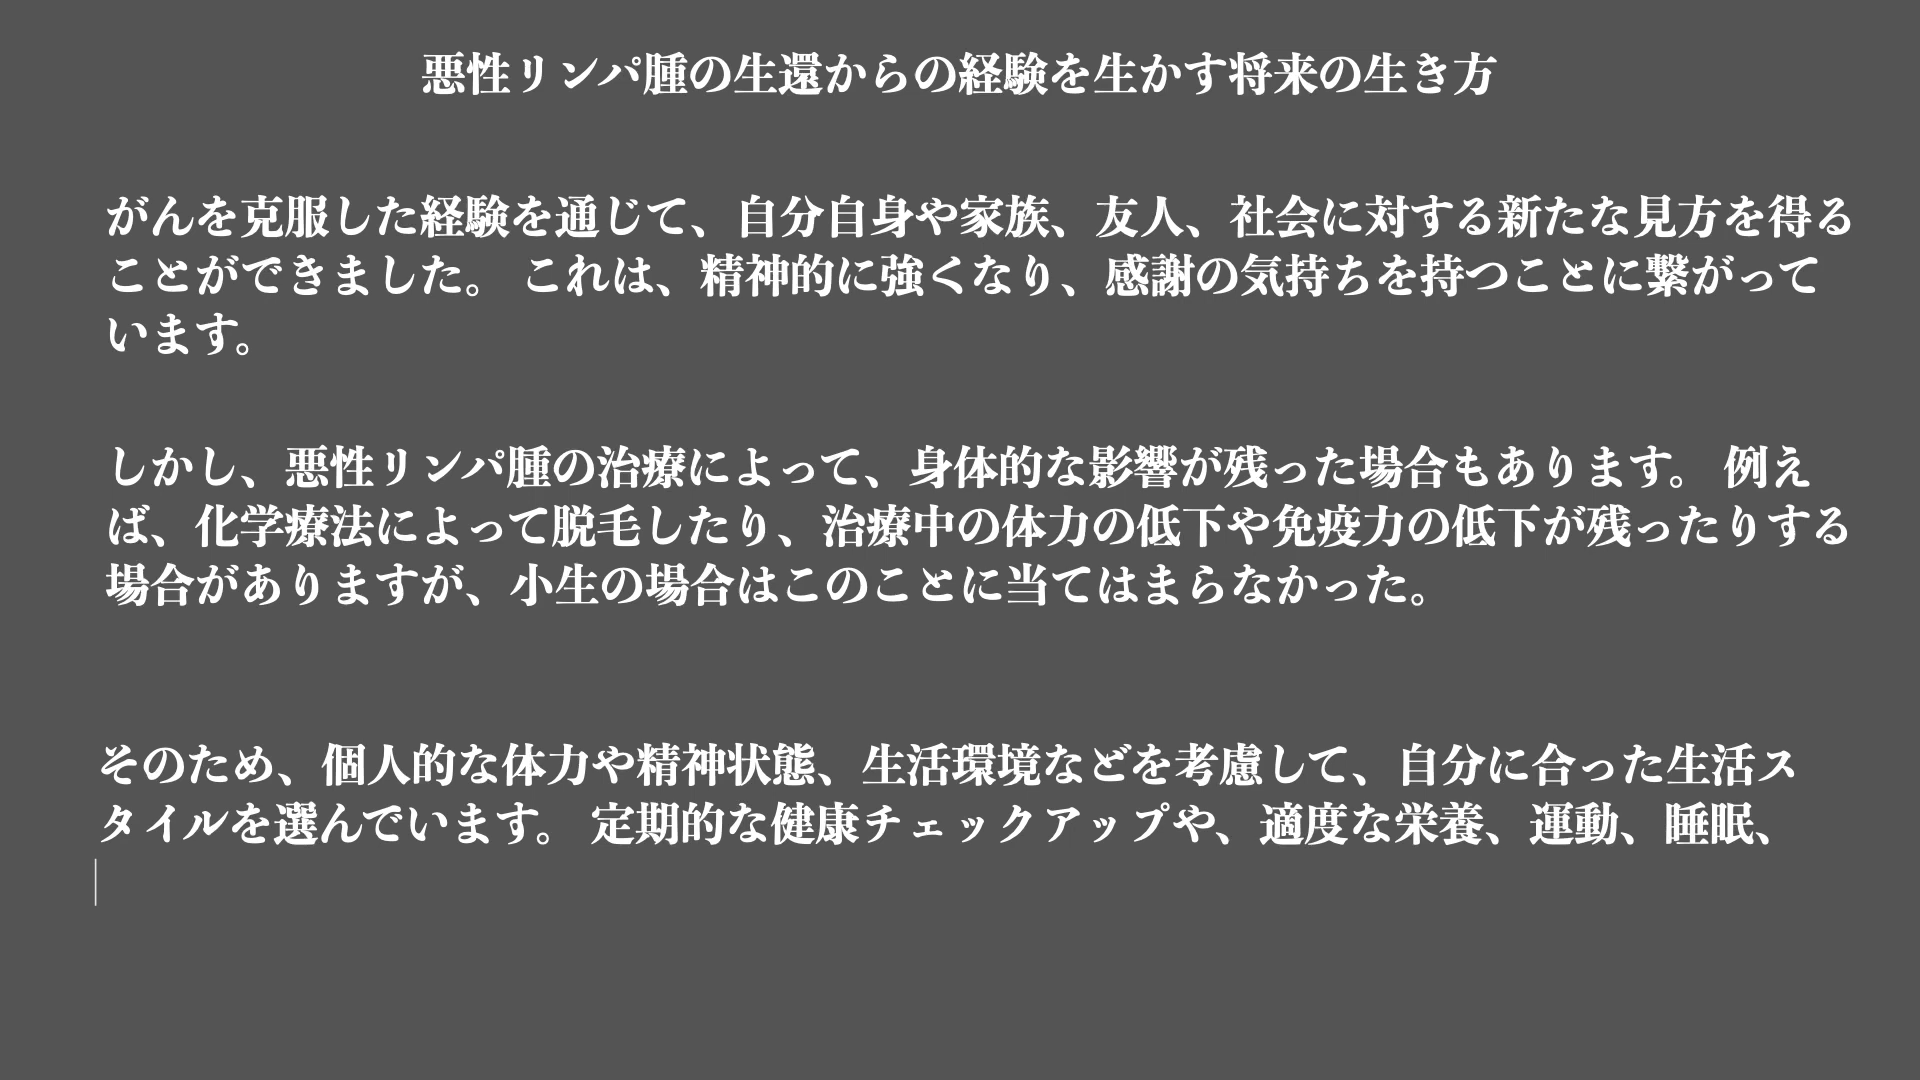 悪性リンパ腫の生還からの経験を生かす将来の生き方
がんを克服した経験を通じて、自分自身や家族、友人、社会に対する新たな見方を得る
ことができました。 これは、精神的に強くなり、感謝の気持ちを持つことに繋がって
います。
しかし、悪性リンパ腫の治療によって、身体的な影響が残った場合もあります。 例え
ば、化学療法によって脱毛したり、治療中の体力の低下や免疫力の低下が残ったりする
場合がありますが、小生の場合はこのことに当てはまらなかった。
そのため、個人的な体力や精神状態、生活環境などを考慮して、自分に合った生活ス
タイルを選んでいます。 定期的な健康チェックアップや、適度な栄養、運動、睡眠、